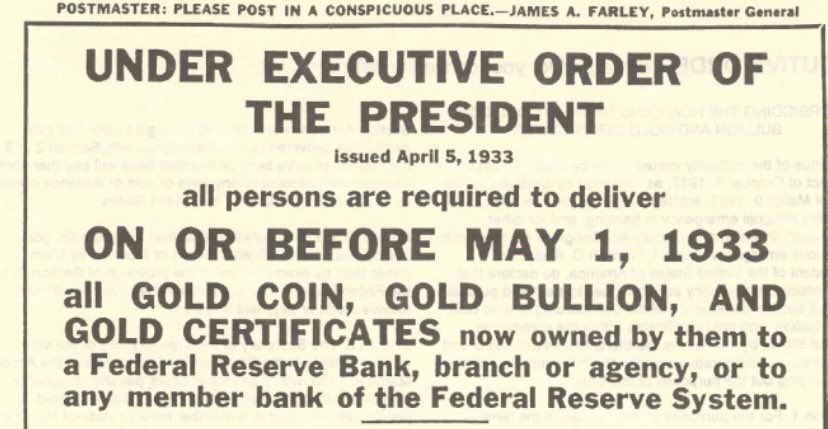 POSTMASTER: PLEASE POST IN A CONSPICUOUS PLACE.—JAMES A. FARLEY, Postmaster General
UNDER EXECUTIVE ORDER OF
THE PRESIDENT
issued April 5, 1933
all persons are required to deliver
ON OR BEFORE MAY 1, 1933
all GOLD COIN, GOLD BULLION, AND
GOLD CERTIFICATES now owned by them to
a Federal Reserve Bank, branch or agency, or to
any member bank of the Federal Reserve System.